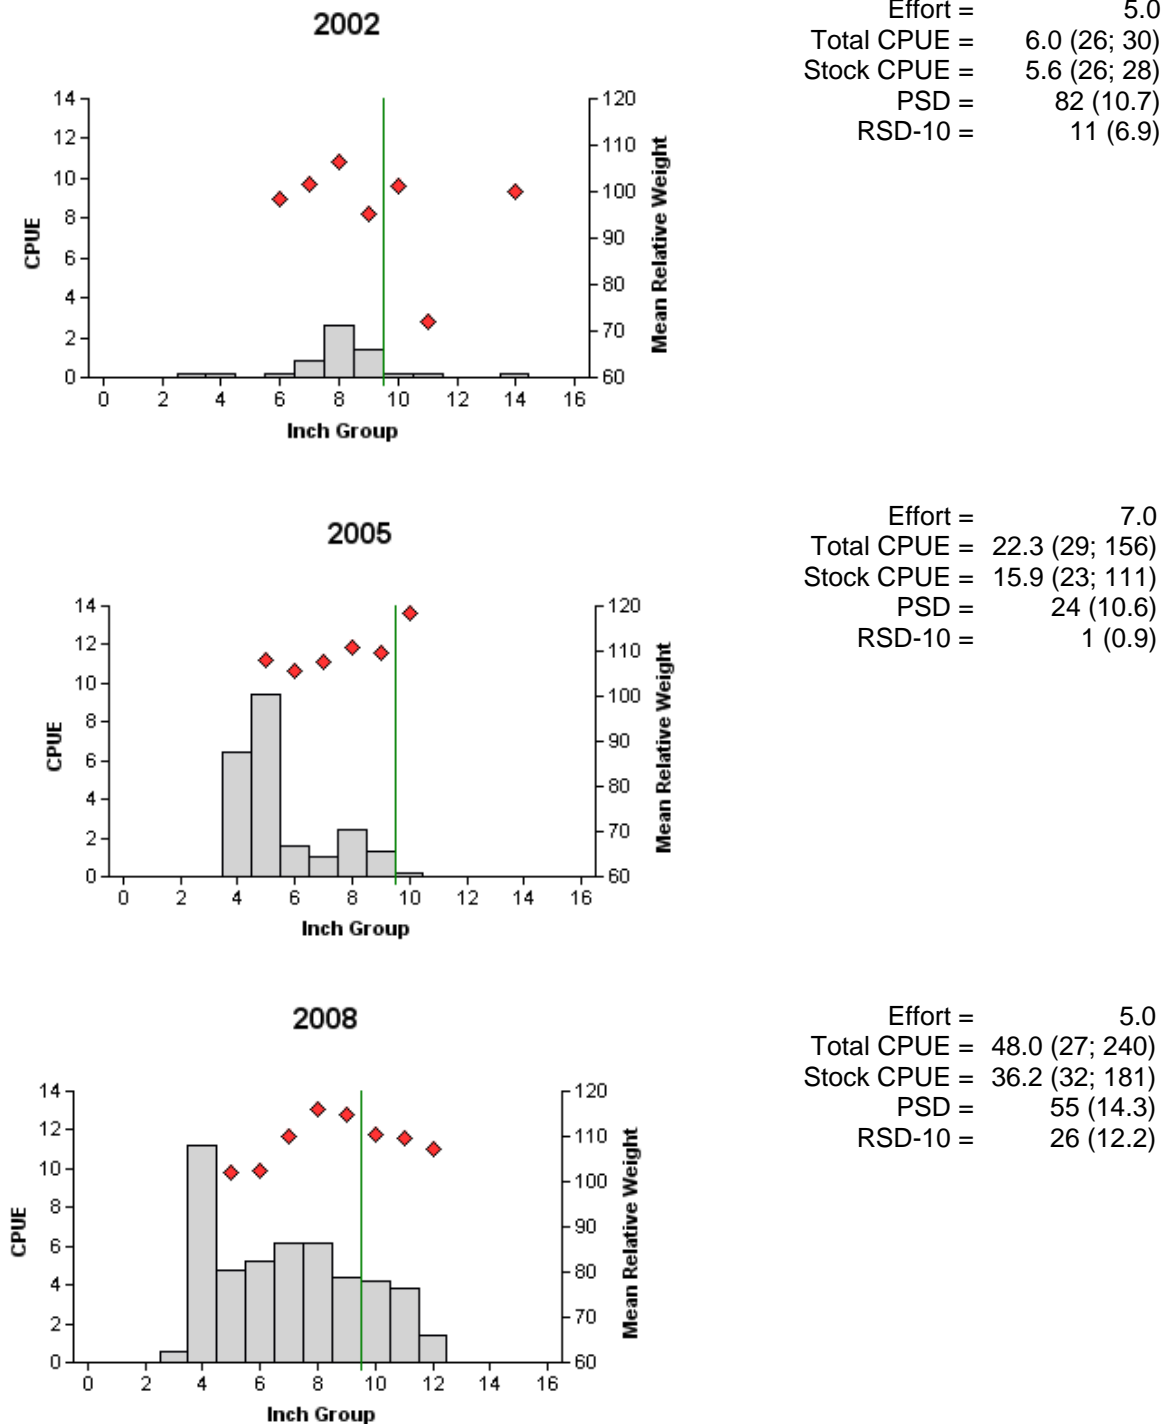 2002
Effort = 5.0
Total CPUE = 6.0 (26; 30)
Stock CPUE = 5.6 (26; 28)
PSD = 82 (10.7)
RSD-10 = 11 (6.9)
14
12
10
8
6
4
2
0
CPUE
120
110
100
90
80
70
60
Mean Relative Weight
0 2 4 6 8 10 12 14 16
Inch Group
2005
Effort = 7.0
Total CPUE = 22.3 (29; 156)
Stock CPUE = 15.9 (23; 111)
PSD = 24 (10.6)
RSD-10 = 1 (0.9)
14
12
10
8
6
4
2
0
CPUE
120
110
100
90
80
70
60
Mean Relative Weight
0 2 4 6 8 10 12 14 16
Inch Group
2008
Effort = 5.0
Total CPUE = 48.0 (27; 240)
Stock CPUE = 36.2 (32; 181)
PSD = 55 (14.3)
RSD-10 = 26 (12.2)
14
12
10
8
6
4
2
0
CPUE
120
110
100
90
80
70
60
Mean Relative Weight
0 2 4 6 8 10 12 14 16
Inch Group